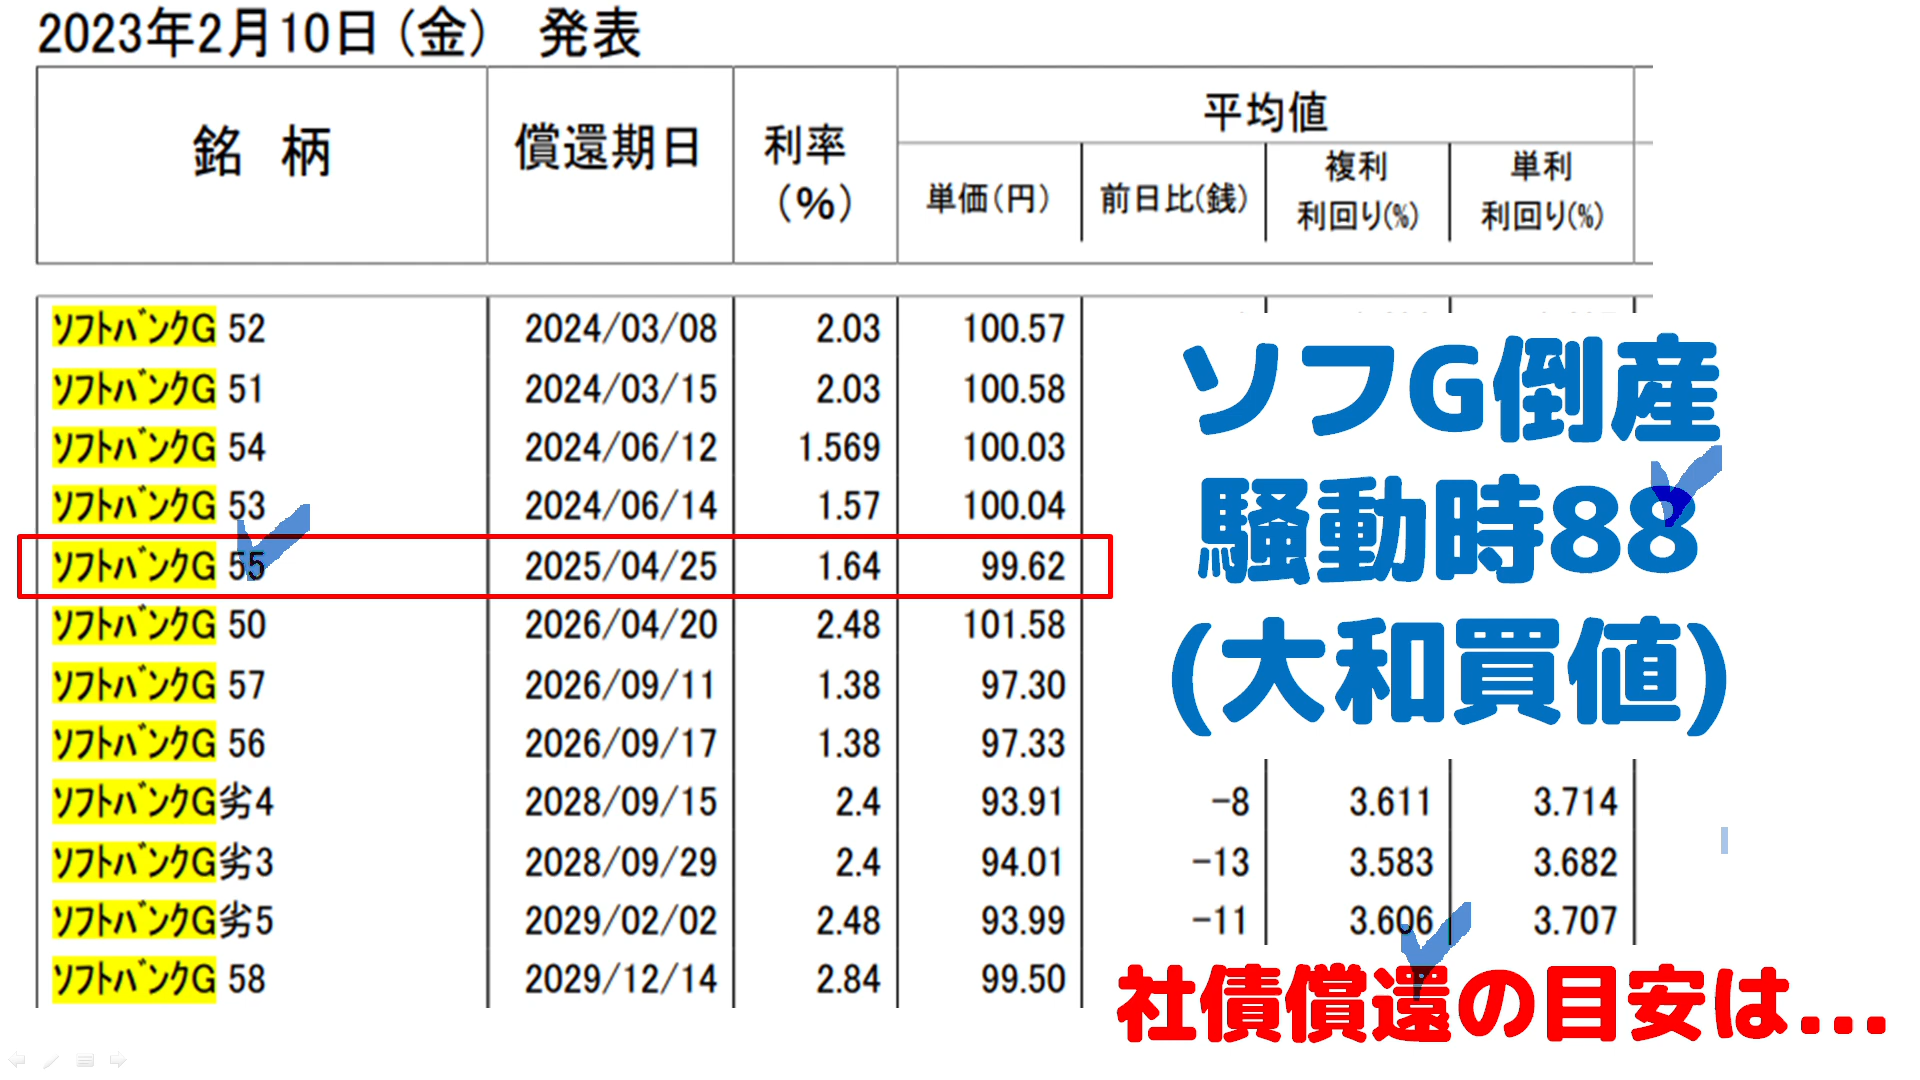 2023年2月10日(金) 発表
銘 柄 償還期日 利率(%) 平均値
単価(円) 前日比(銭) 複利利回り(%) 単利利回り(%)
ｿﾌﾄﾊﾞﾝｸG 52 2024/03/08 2.03 100.57
ｿﾌﾄﾊﾞﾝｸG 51 2024/03/15 2.03 100.58
ｿﾌﾄﾊﾞﾝｸG 54 2024/06/12 1.569 100.03
ｿﾌﾄﾊﾞﾝｸG 53 2024/06/14 1.57 100.04
ｿﾌﾄﾊﾞﾝｸG 55 2025/04/25 1.64 99.62
ｿﾌﾄﾊﾞﾝｸG 50 2026/04/20 2.48 101.58
ｿﾌﾄﾊﾞﾝｸG 57 2026/09/11 1.38 97.30
ｿﾌﾄﾊﾞﾝｸG 56 2026/09/17 1.38 97.33
ｿﾌﾄﾊﾞﾝｸG劣4 2028/09/15 2.4 93.91 -8 3.611 3.714
ｿﾌﾄﾊﾞﾝｸG劣3 2028/09/29 2.4 94.01 -13 3.583 3.682
ｿﾌﾄﾊﾞﾝｸG劣5 2029/02/02 2.48 93.99 -11 3.606 3.707
ｿﾌﾄﾊﾞﾝｸG 58 2029/12/14 2.84 99.50
ソフG倒産
騒動時88
(大和買値)
社債償還の目安は...